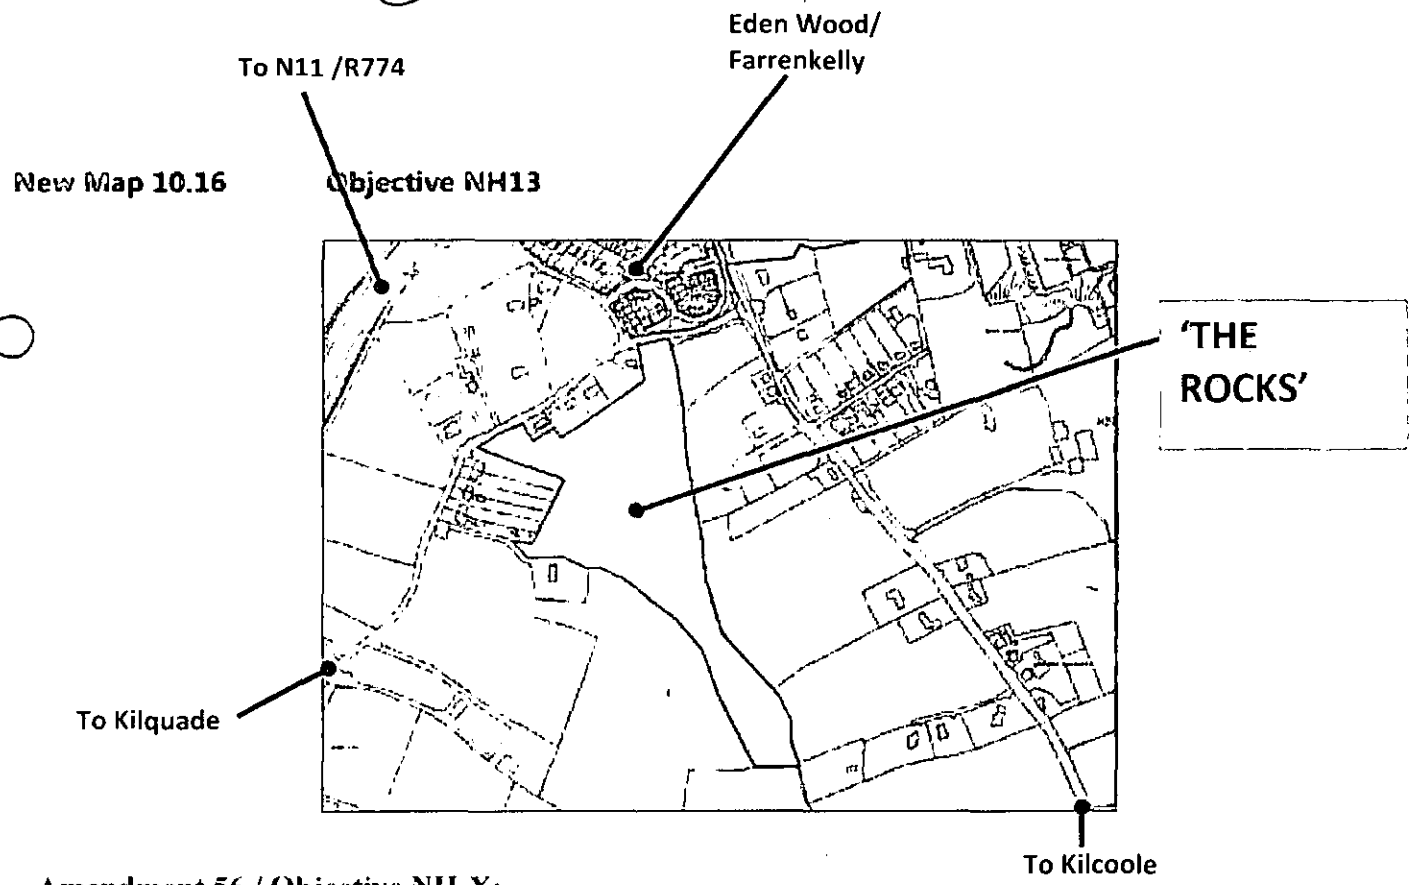 Eden Wood/
Farrenkelly
To N11 /R774
New Map 10.16 Objective NH13
'THE
ROCKS'
To Kilquade
To Kilcoole
Amendment 56 / Objective NH X: